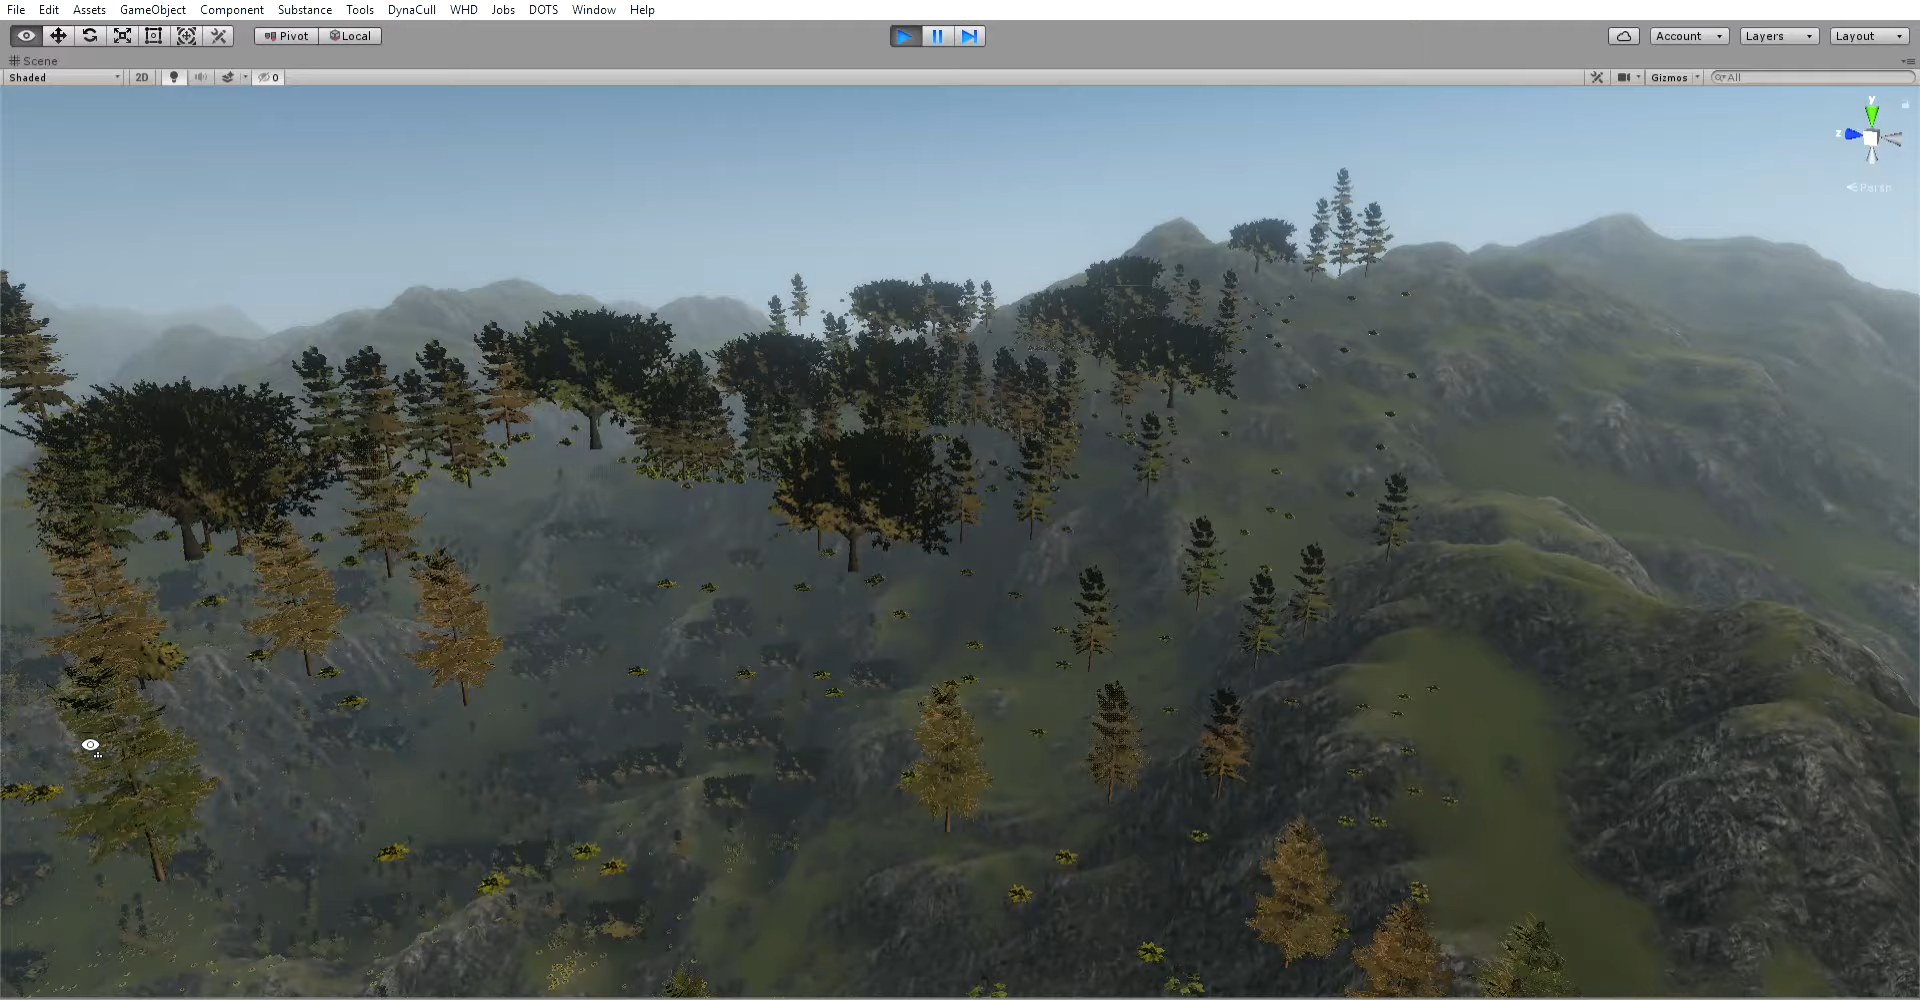 File Edit Assets GameObject Component Substance Tools DynaCull WHD Jobs DOTS Window Help
Pivot Local Account Layers Layout
Scene
Shaded 2D 0 Gizmos All
y
z
Persp